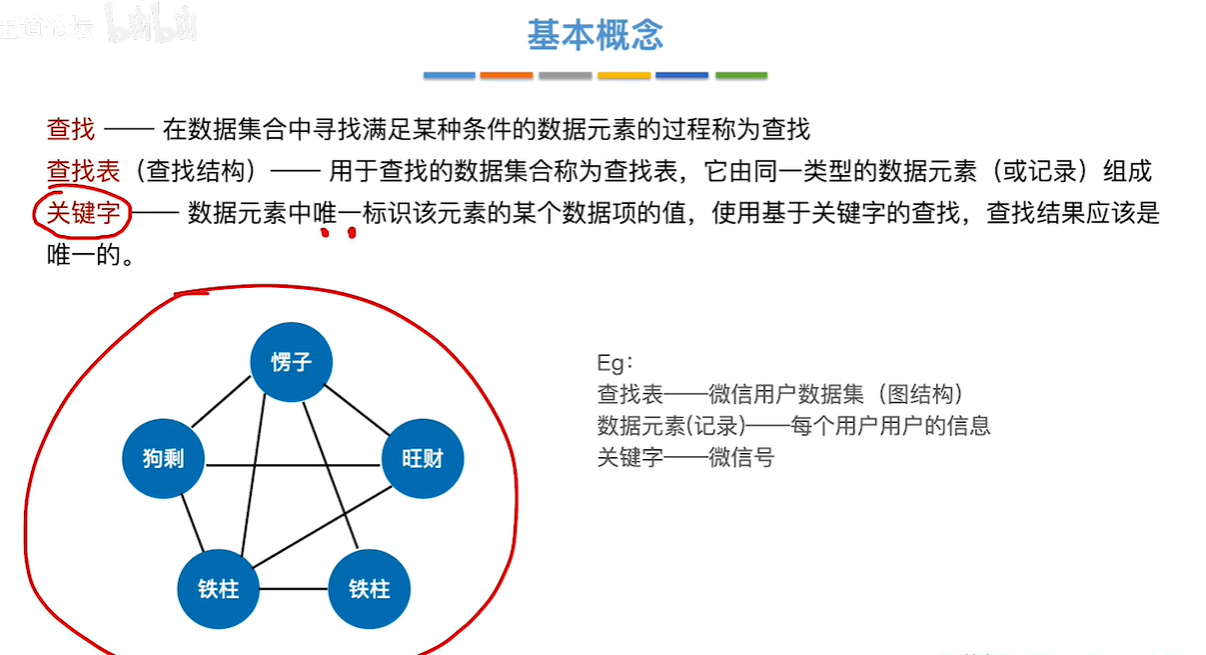 王道论坛 bilibili
基本概念
查找 —— 在数据集合中寻找满足某种条件的数据元素的过程称为查找
查找表（查找结构）—— 用于查找的数据集合称为查找表，它由同一类型的数据元素（或记录）组成
关键字 —— 数据元素中唯一标识该元素的某个数据项的值，使用基于关键字的查找，查找结果应该是
唯一的。
愣子
狗剩
旺财
铁柱
铁柱
Eg：
查找表——微信用户数据集（图结构）
数据元素(记录)——每个用户用户的信息
关键字——微信号